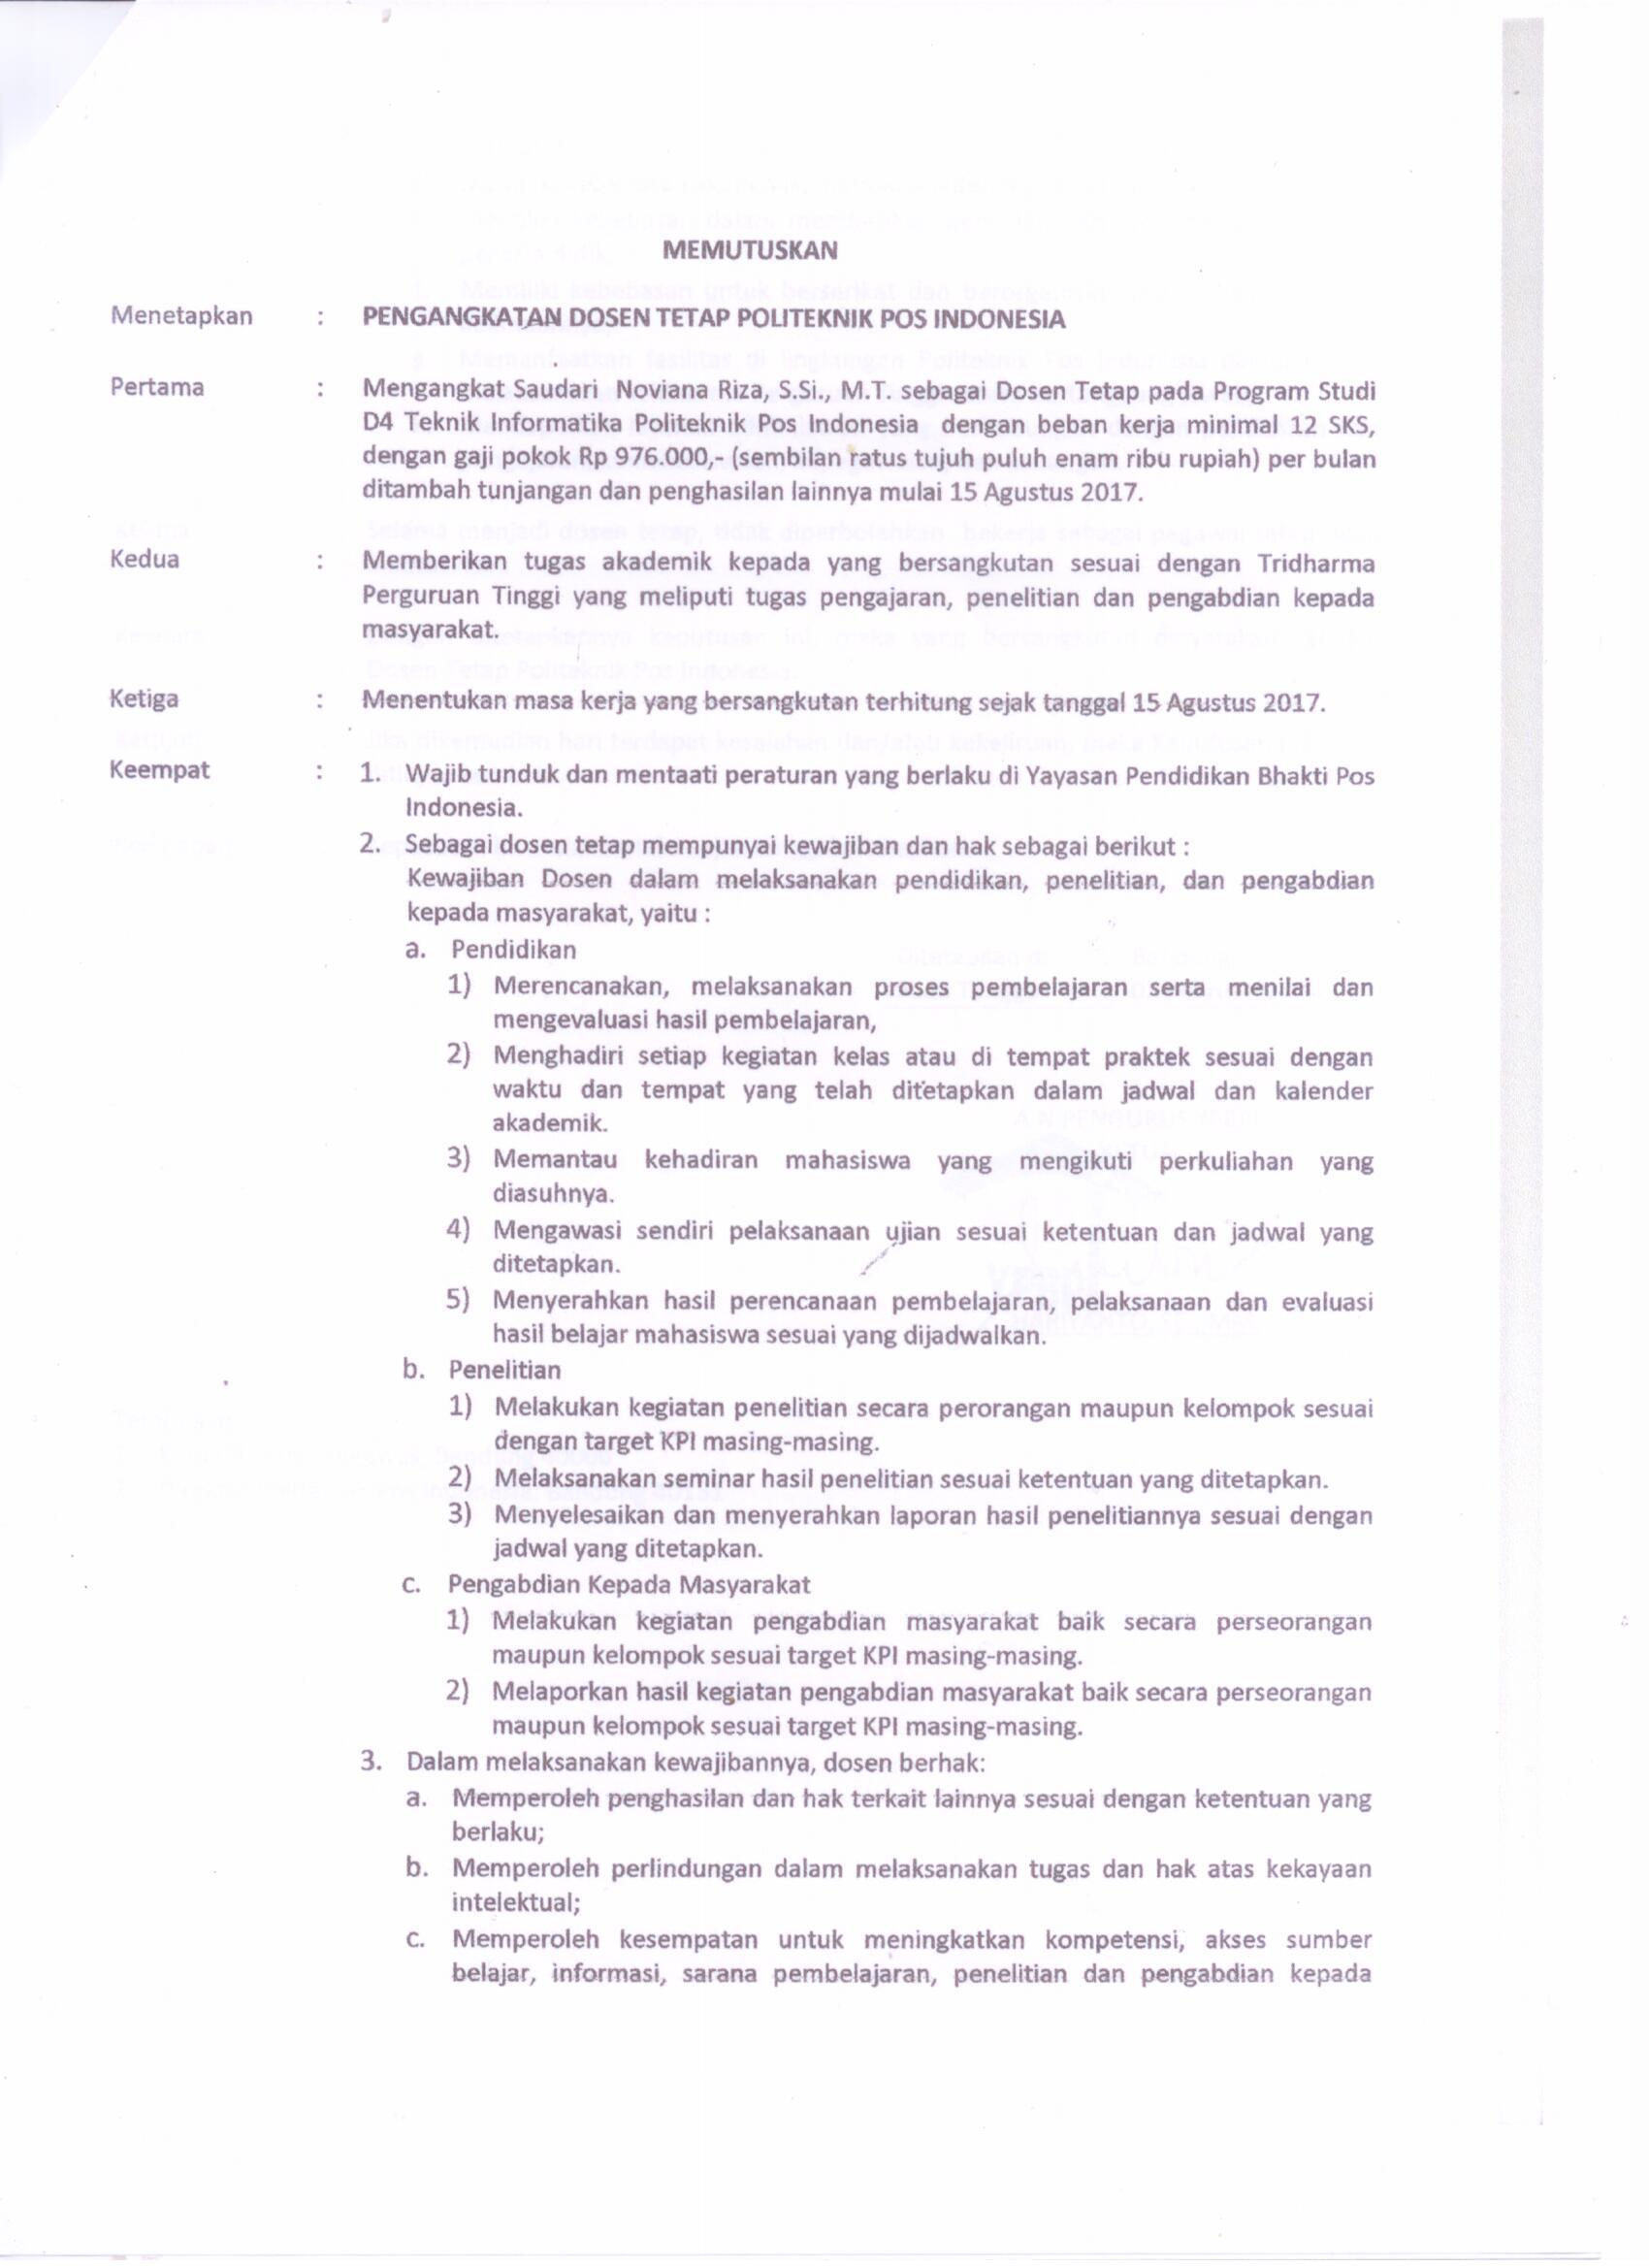 MEMUTUSKAN
Menetapkan : PENGANGKATAN DOSEN TETAP POLITEKNIK POS INDONESIA
Pertama : Mengangkat Saudari Noviana Riza, S.Si., M.T. sebagai Dosen Tetap pada Program Studi
D4 Teknik Informatika Politeknik Pos Indonesia dengan beban kerja minimal 12 SKS,
dengan gaji pokok Rp 976.000,- (sembilan ratus tujuh puluh enam ribu rupiah) per bulan
ditambah tunjangan dan penghasilan lainnya mulai 15 Agustus 2017.
Kedua : Memberikan tugas akademik kepada yang bersangkutan sesuai dengan Tridharma
Perguruan Tinggi yang meliputi tugas pengajaran, penelitian dan pengabdian kepada
masyarakat.
Ketiga : Menentukan masa kerja yang bersangkutan terhitung sejak tanggal 15 Agustus 2017.
Keempat : 1. Wajib tunduk dan mentaati peraturan yang berlaku di Yayasan Pendidikan Bhakti Pos
Indonesia.
2. Sebagai dosen tetap mempunyai kewajiban dan hak sebagai berikut :
Kewajiban Dosen dalam melaksanakan pendidikan, penelitian, dan pengabdian
kepada masyarakat, yaitu :
a. Pendidikan
1) Merencanakan, melaksanakan proses pembelajaran serta menilai dan
mengevaluasi hasil pembelajaran,
2) Menghadiri setiap kegiatan kelas atau di tempat praktek sesuai dengan
waktu dan tempat yang telah ditetapkan dalam jadwal dan kalender
akademik.
3) Memantau kehadiran mahasiswa yang mengikuti perkuliahan yang
diasuhnya.
4) Mengawasi sendiri pelaksanaan ujian sesuai ketentuan dan jadwal yang
ditetapkan.
5) Menyerahkan hasil perencanaan pembelajaran, pelaksanaan dan evaluasi
hasil belajar mahasiswa sesuai yang dijadwalkan.
b. Penelitian
1) Melakukan kegiatan penelitian secara perorangan maupun kelompok sesuai
dengan target KPI masing-masing.
2) Melaksanakan seminar hasil penelitian sesuai ketentuan yang ditetapkan.
3) Menyelesaikan dan menyerahkan laporan hasil penelitiannya sesuai dengan
jadwal yang ditetapkan.
c. Pengabdian Kepada Masyarakat
1) Melakukan kegiatan pengabdian masyarakat baik secara perseorangan
maupun kelompok sesuai target KPI masing-masing.
2) Melaporkan hasil kegiatan pengabdian masyarakat baik secara perseorangan
maupun kelompok sesuai target KPI masing-masing.
3. Dalam melaksanakan kewajibannya, dosen berhak:
a. Memperoleh penghasilan dan hak terkait lainnya sesuai dengan ketentuan yang
berlaku;
b. Memperoleh perlindungan dalam melaksanakan tugas dan hak atas kekayaan
intelektual;
c. Memperoleh kesempatan untuk meningkatkan kompetensi, akses sumber
belajar, informasi, sarana pembelajaran, penelitian dan pengabdian kepada